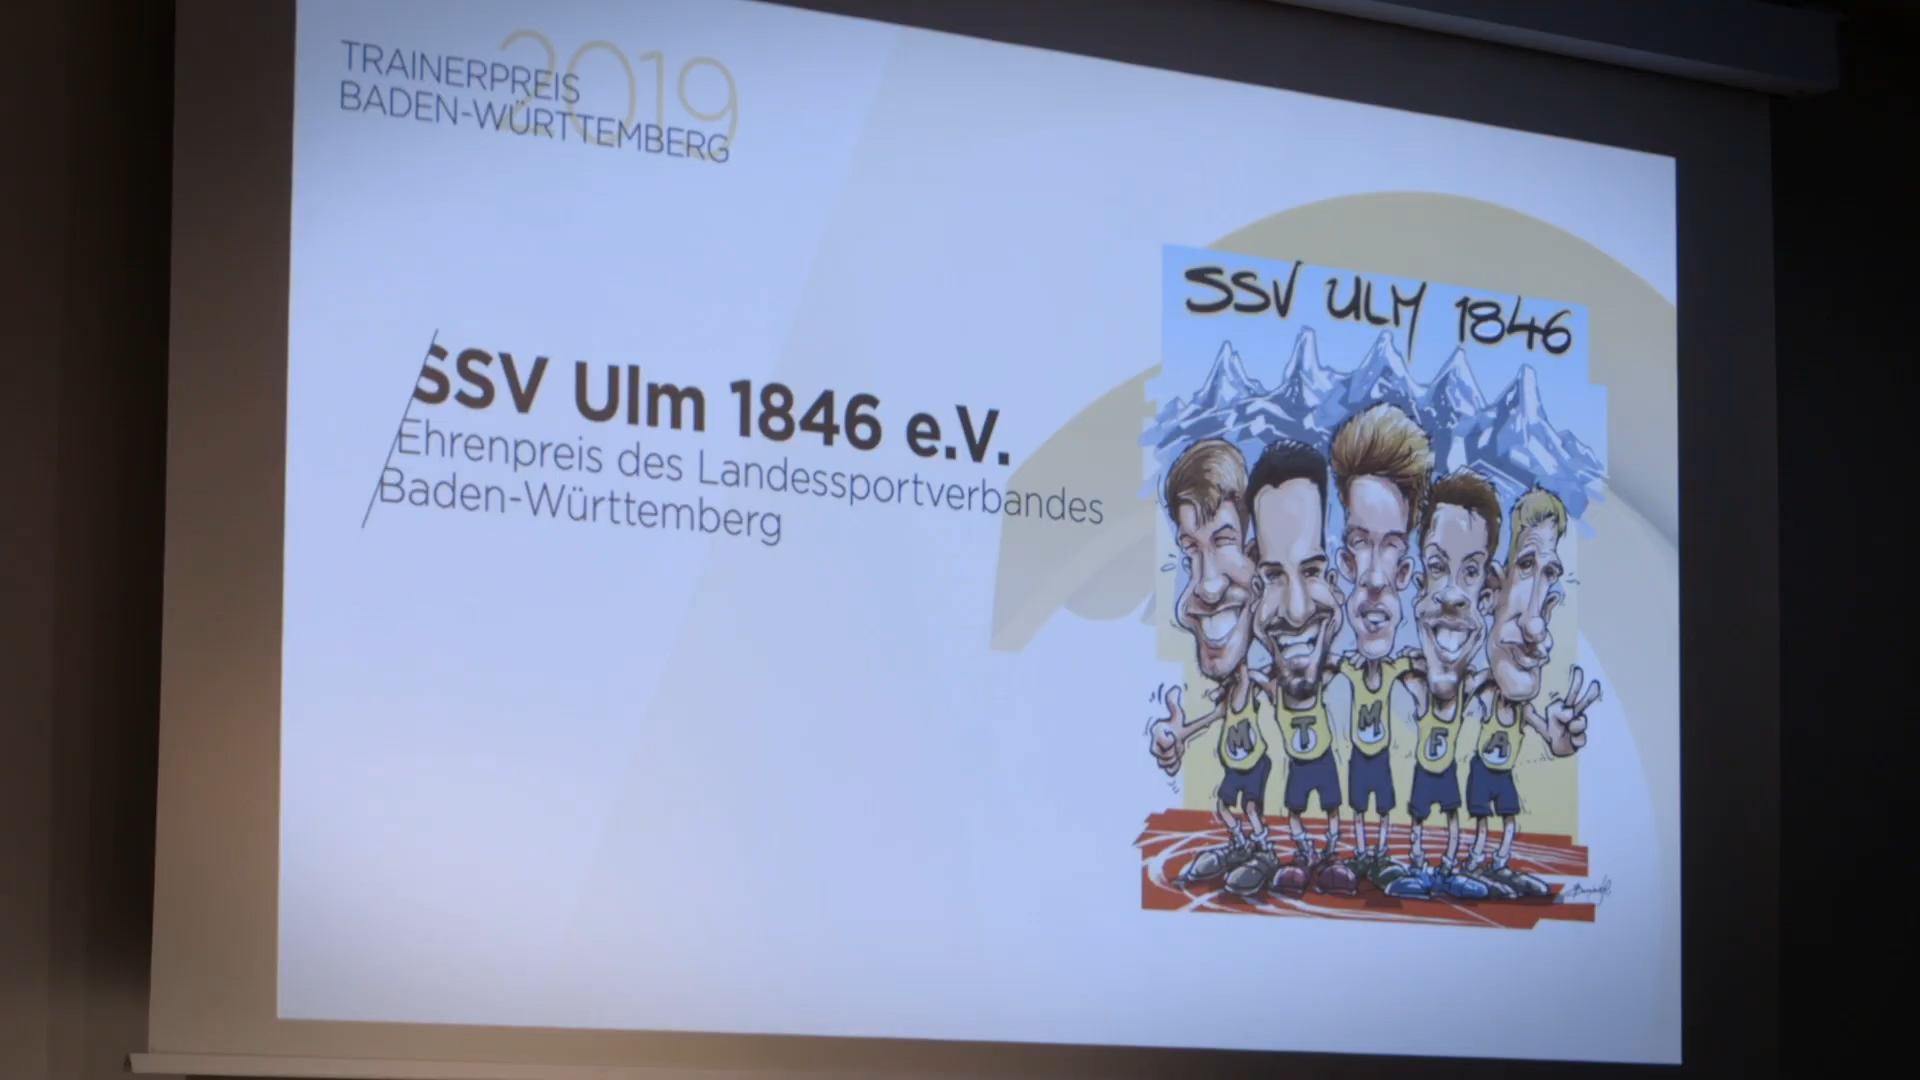 2019
TRAINERPREIS
BADEN-WÜRTTEMBERG
SSV Ulm 1846 e.V.
Ehrenpreis des Landessportverbandes
Baden-Württemberg
SSV ULM 1846
M T M F A